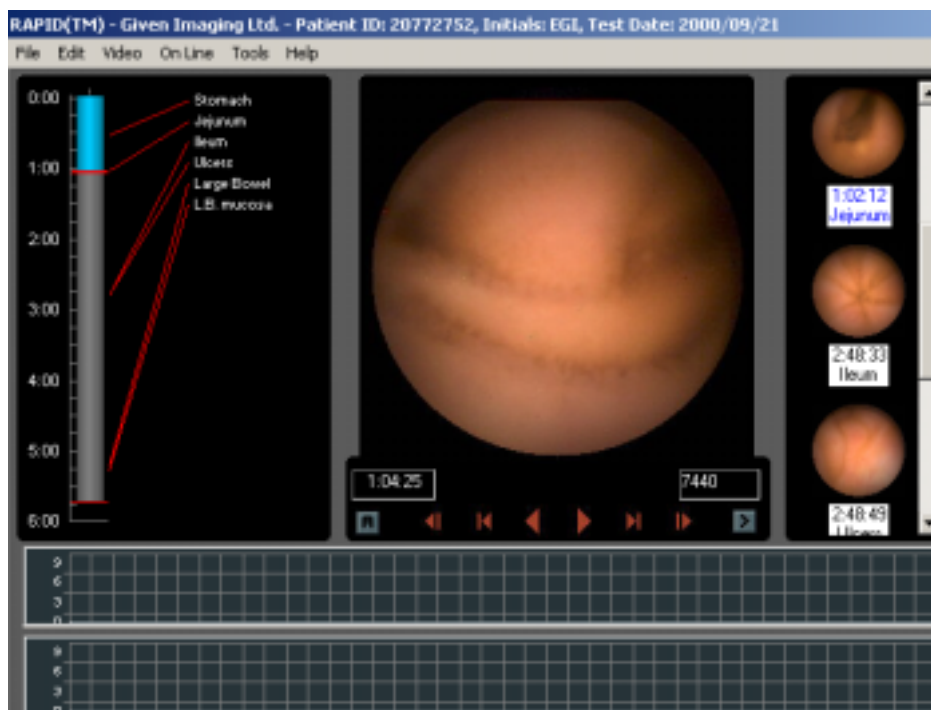 RAPID(TM) - Given Imaging Ltd. - Patient ID: 20772752, Initials: EGI, Test Date: 2000/09/21
File Edit Video On Line Tools Help
0:00
1:00
2:00
3:00
4:00
5:00
6:00
Stomach
Jejunum
Ileum
Ulcers
Large Bowel
L.B. mucosa
1:04:25
7440
1:02:12
Jejunum
2:48:33
Ileum
2:48:49
Ulcers
9
6
3
0
9
6
3
0